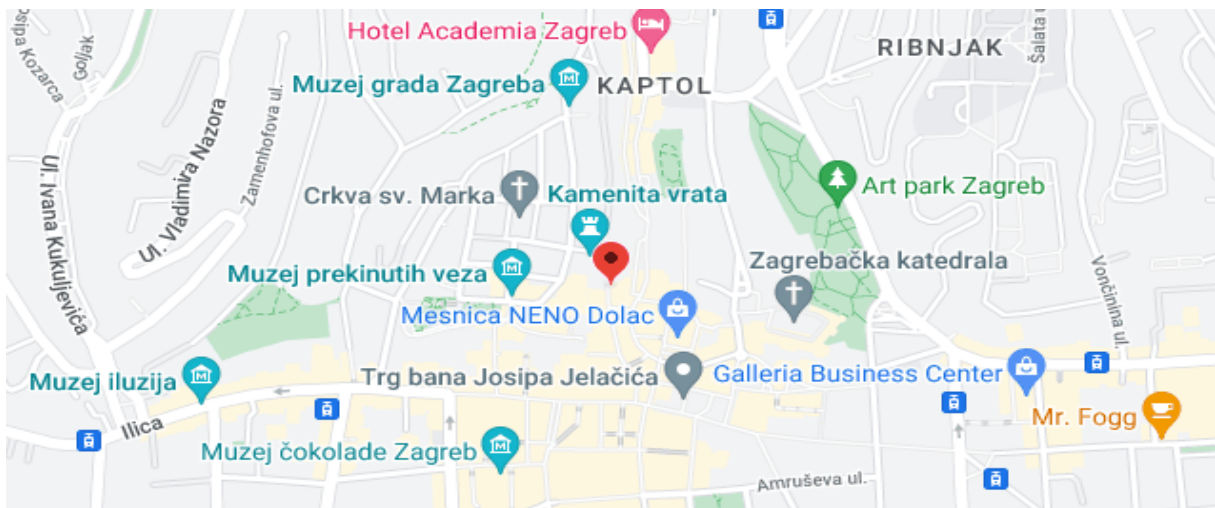 Hotel Academia Zagreb
RIBNJAK
Šalata u
Kozarca
Goljak
Muzej grada Zagreba
KAPTOL
Ul. Ivana Kukuljevića
Ul. Vladimira Nazora
Zamenhofova ul.
Crkva sv. Marka
Kamenita vrata
Art park Zagreb
Muzej prekinutih veza
Zagrebačka katedrala
Vončinina ul.
Mesnica NENO Dolac
Muzej iluzija
Trg bana Josipa Jelačića
Galleria Business Center
Ilica
Mr. Fogg
Muzej čokolade Zagreb
Amruševa ul.